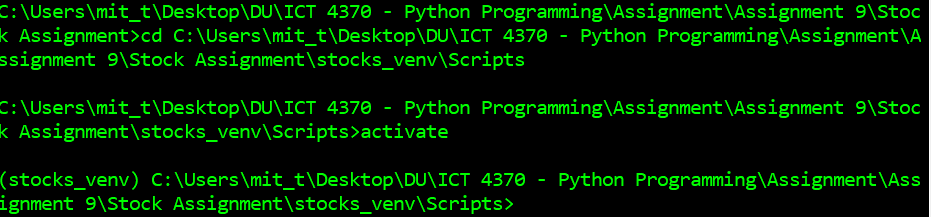 C:\Users\mit_t\Desktop\DU\ICT 4370 - Python Programming\Assignment\Assignment 9\Stoc
k Assignment>cd C:\Users\mit_t\Desktop\DU\ICT 4370 - Python Programming\Assignment\A
ssignment 9\Stock Assignment\stocks_venv\Scripts
C:\Users\mit_t\Desktop\DU\ICT 4370 - Python Programming\Assignment\Assignment 9\Stoc
k Assignment\stocks_venv\Scripts>activate
(stocks_venv) C:\Users\mit_t\Desktop\DU\ICT 4370 - Python Programming\Assignment\Ass
ignment 9\Stock Assignment\stocks_venv\Scripts>